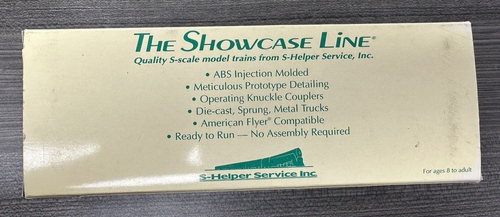 THE SHOWCASE LINE®
Quality S-scale model trains from S-Helper Service, Inc.
• ABS Injection Molded
• Meticulous Prototype Detailing
• Operating Knuckle Couplers
• Die-cast, Sprung, Metal Trucks
• American Flyer® Compatible
• Ready to Run — No Assembly Required
S-Helper Service Inc
For ages 8 to adult